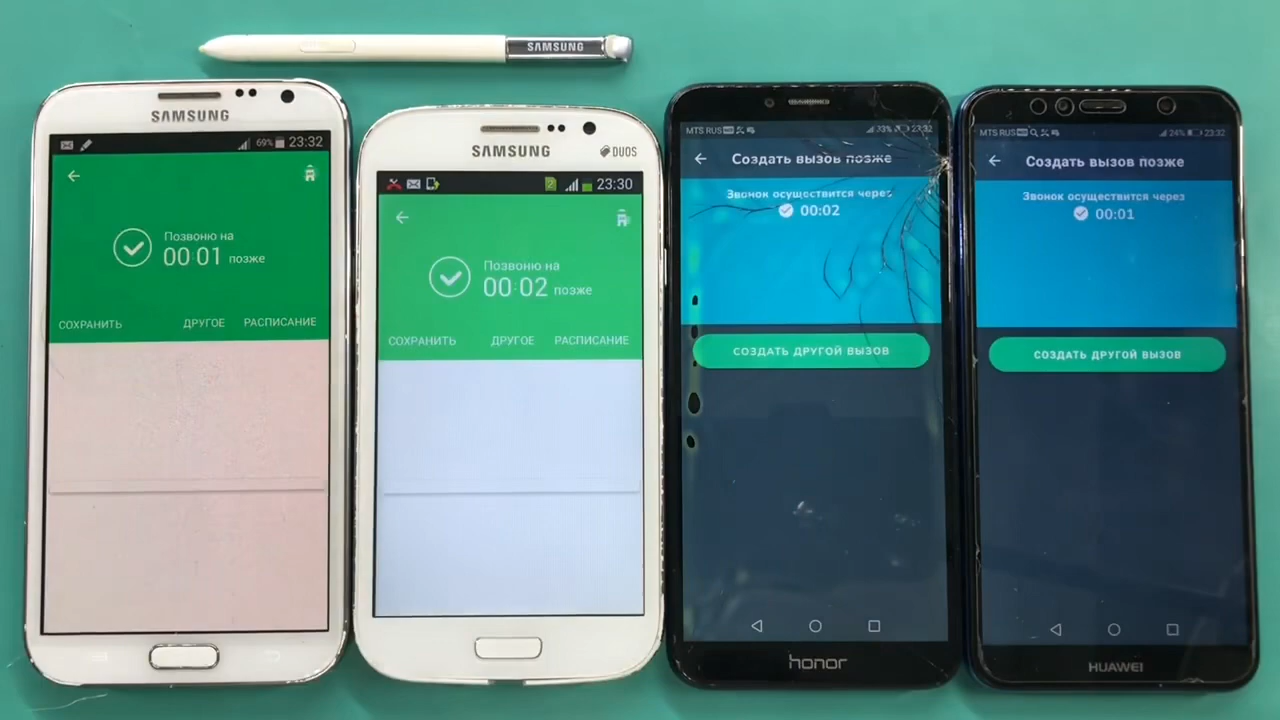 SAMSUNG
SAMSUNG
69% 23:32
Позвоню на
00:01 позже
СОХРАНИТЬ ДРУГОЕ РАСПИСАНИЕ
SAMSUNG
DUOS
2 23:30
Позвоню на
00:02 позже
СОХРАНИТЬ ДРУГОЕ РАСПИСАНИЕ
MTS RUS 33% 23:32
Создать вызов позже
Звонок осуществится через
00:02
СОЗДАТЬ ДРУГОЙ ВЫЗОВ
honor
MTS RUS 24% 23:32
Создать вызов позже
Звонок осуществится через
00:01
СОЗДАТЬ ДРУГОЙ ВЫЗОВ
HUAWEI